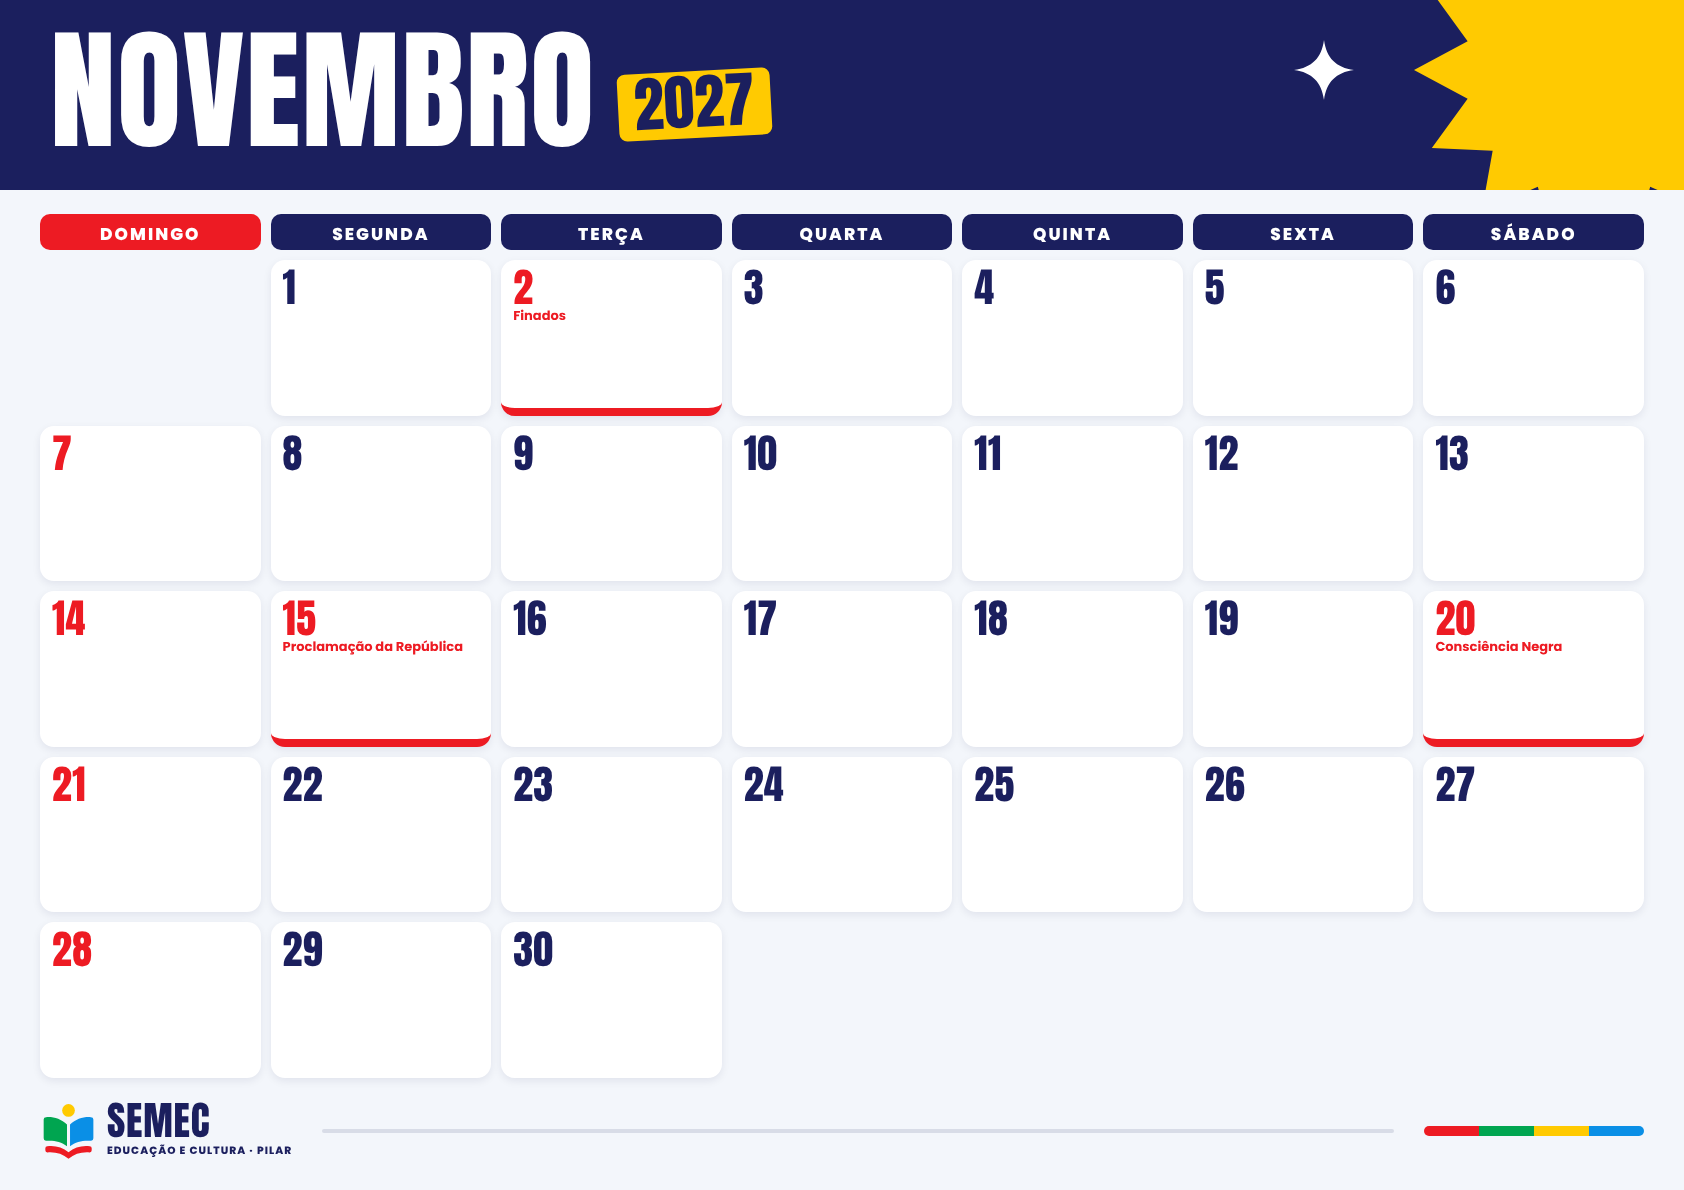 NOVEMBRO 2027
DOMINGO SEGUNDA TERÇA QUARTA QUINTA SEXTA SÁBADO
1 2 3 4 5 6
Finados
7 8 9 10 11 12 13
14 15 16 17 18 19 20
Proclamação da República Consciência Negra
21 22 23 24 25 26 27
28 29 30
SEMEC
EDUCAÇÃO E CULTURA · PILAR